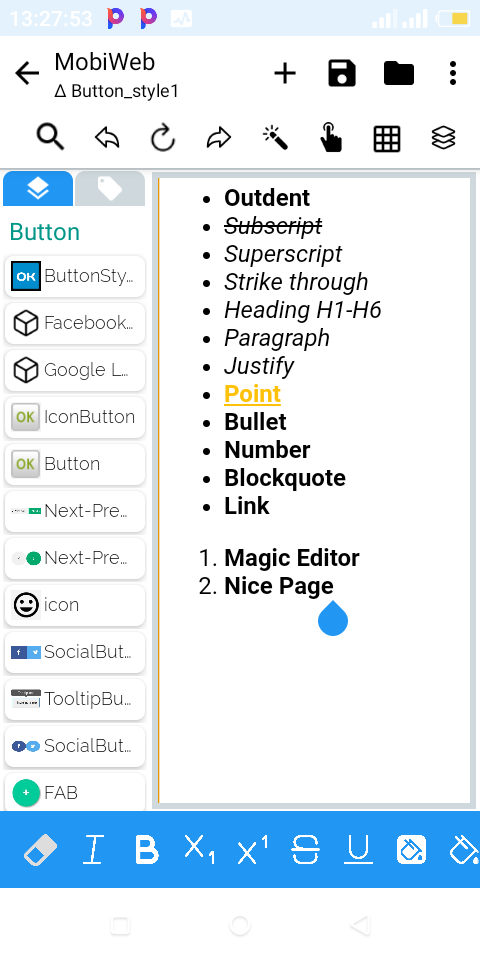 13:27:53
MobiWeb
Δ Button_style1
Button
ButtonSty...
Facebook...
Google L...
IconButton
Button
Next-Pre...
Next-Pre...
icon
SocialBut...
TooltipBu...
SocialBut...
FAB
• Outdent
• Subscript
• Superscript
• Strike through
• Heading H1-H6
• Paragraph
• Justify
• Point
• Bullet
• Number
• Blockquote
• Link
1. Magic Editor
2. Nice Page
OK
OK
OK
I B X₁ X¹ S U